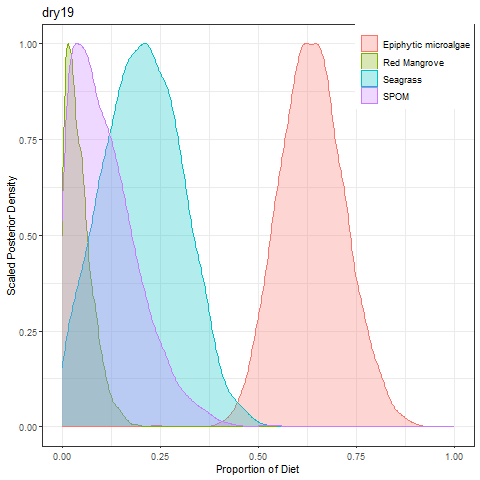 dry19
Epiphytic microalgae
Red Mangrove
Seagrass
SPOM
1.00
0.75
0.50
0.25
0.00
Scaled Posterior Density
0.00 0.25 0.50 0.75 1.00
Proportion of Diet